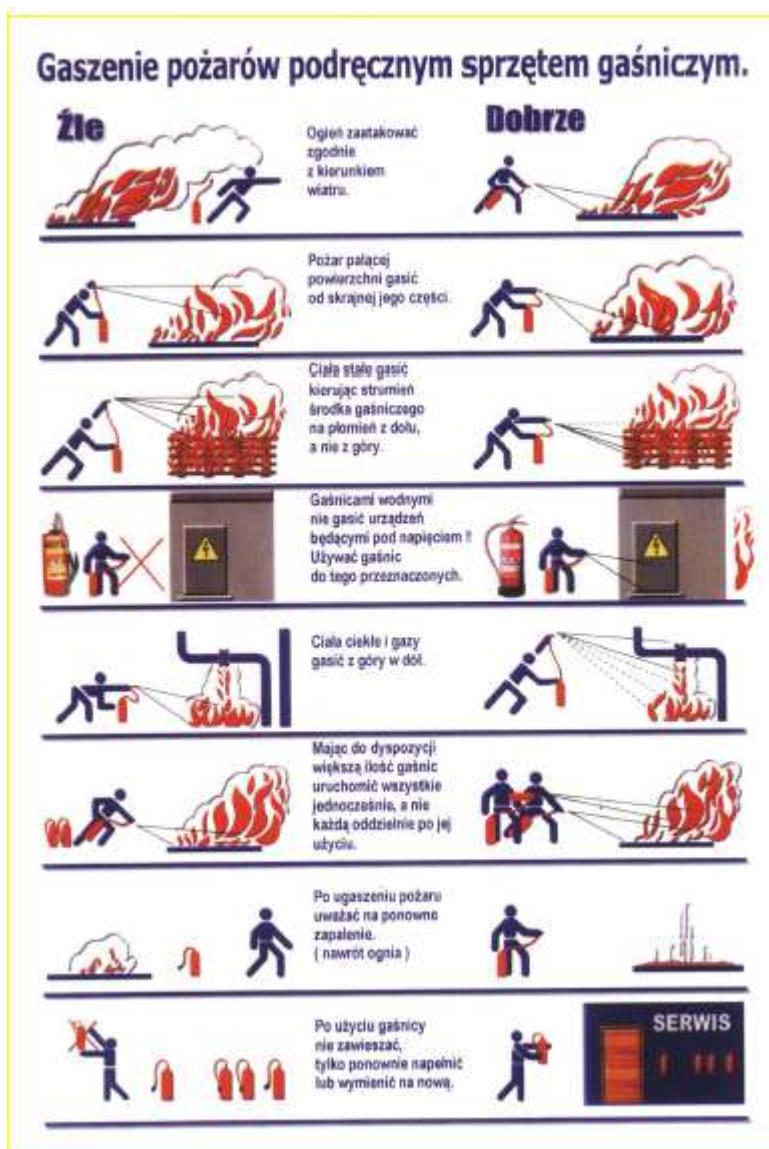 Gaszenie pożarów podręcznym sprzętem gaśniczym.
Źle
Dobrze
Ogień zaatakować
zgodnie
z kierunkiem
wiatru.
Pożar palącej
powierzchni gasić
od skrajnej jego części.
Ciała stałe gasić
kierując strumień
środka gaśniczego
na płomień z dołu,
a nie z góry.
Gaśnicami wodnymi
nie gasić urządzeń
będącymi pod napięciem !!
Używać gaśnic
do tego przeznaczonych.
Ciała ciekłe i gazy
gasić z góry w dół.
Mając do dyspozycji
większą ilość gaśnic
uruchomić wszystkie
jednocześnie, a nie
każdą oddzielnie po jej
użyciu.
Po ugaszeniu pożaru
uważać na ponowne
zapalenie.
( nawrót ognia )
Po użyciu gaśnicy
nie zawieszać,
tylko ponownie napełnić
lub wymienić na nową.
SERWIS